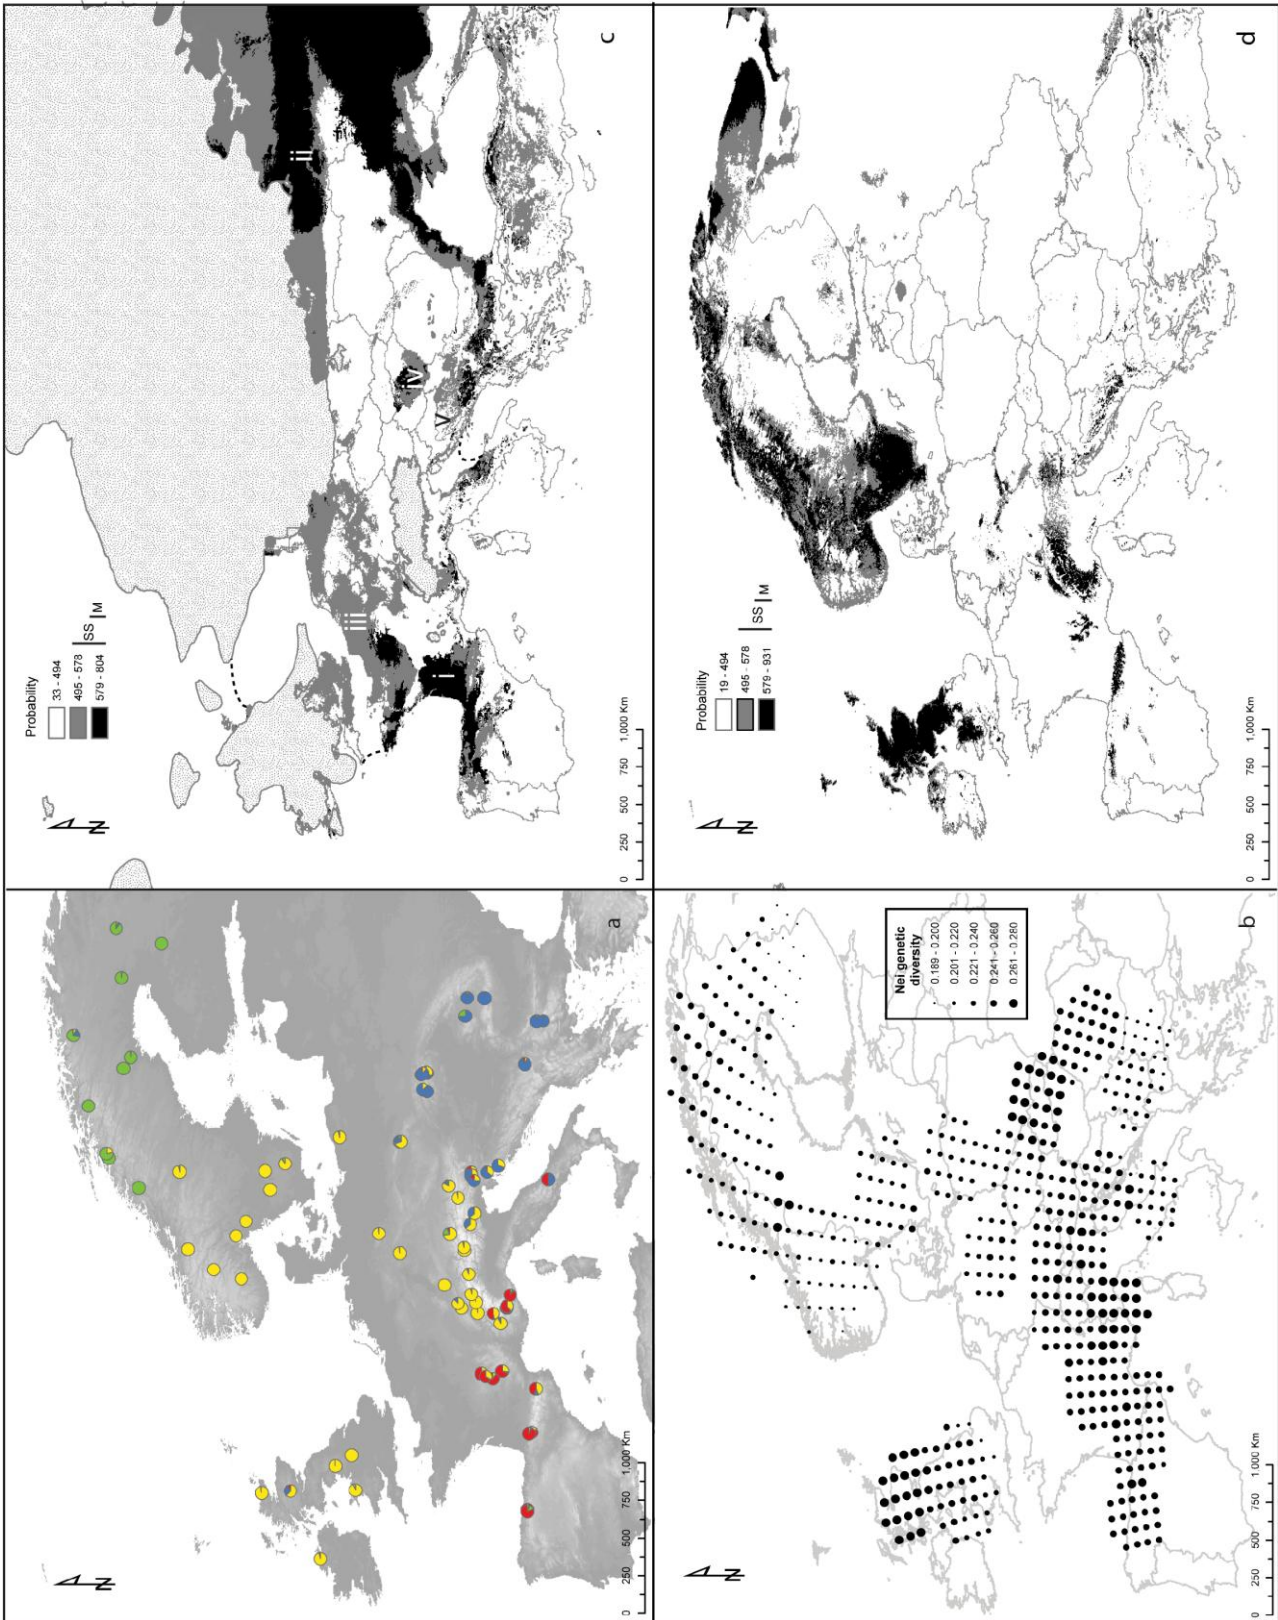 a
N
0 250 500 750 1,000 Km
b
N
Nei genetic
diversity
0.189 - 0.200
0.201 - 0.220
0.221 - 0.240
0.241 - 0.260
0.261 - 0.280
0 250 500 750 1,000 Km
c
N
Probability
33 - 494
495 - 578
579 - 804
SS
M
i
ii
iii
iv
v
0 250 500 750 1,000 Km
d
N
Probability
19 - 494
495 - 578
579 - 931
SS
M
0 250 500 750 1,000 Km